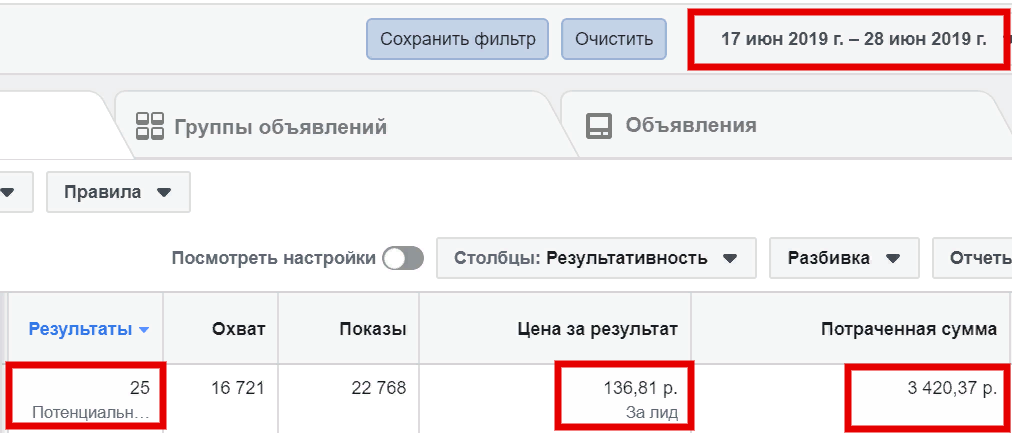 Сохранить фильтр Очистить 17 июн 2019 г. – 28 июн 2019 г.
Группы объявлений Объявления
Правила
Посмотреть настройки Столбцы: Результативность Разбивка Отчеты
Результаты Охват Показы Цена за результат Потраченная сумма
25 16 721 22 768 136,81 р. 3 420,37 р.
Потенциальн… За лид